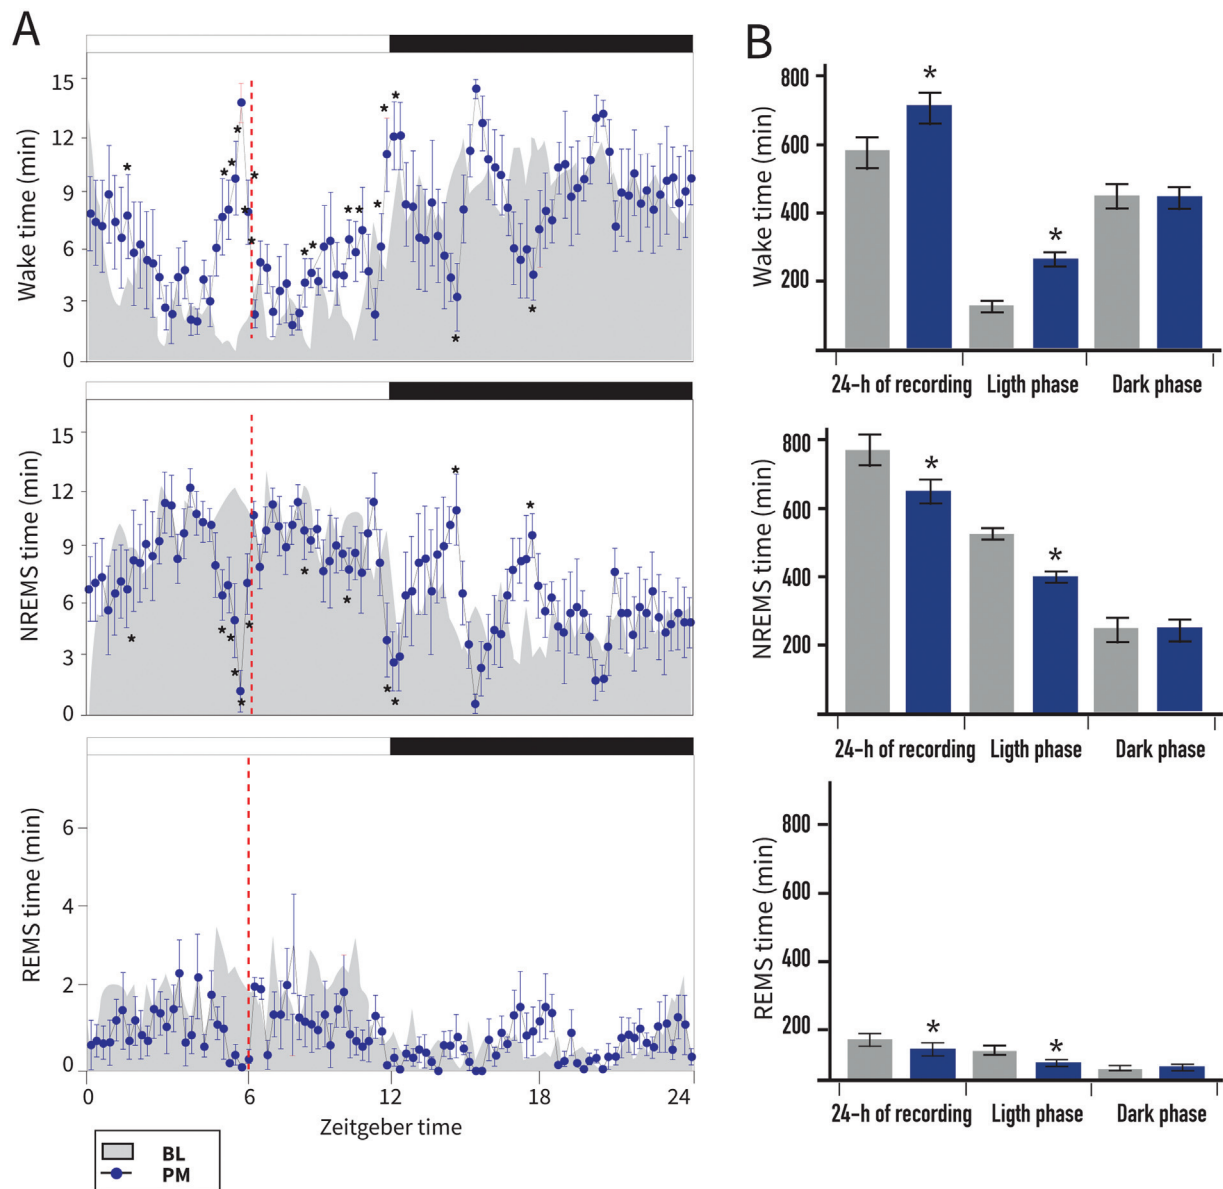 A
Wake time (min)
15
12
9
6
3
0
NREMS time (min)
15
12
9
6
3
0
REMS time (min)
6
4
2
0
0 6 12 18 24
Zeitgeber time
BL
PM
B
Wake time (min)
800
600
400
200
24-h of recording Ligth phase Dark phase
NREMS time (min)
800
600
400
200
24-h of recording Ligth phase Dark phase
REMS time (min)
800
600
400
200
24-h of recording Ligth phase Dark phase